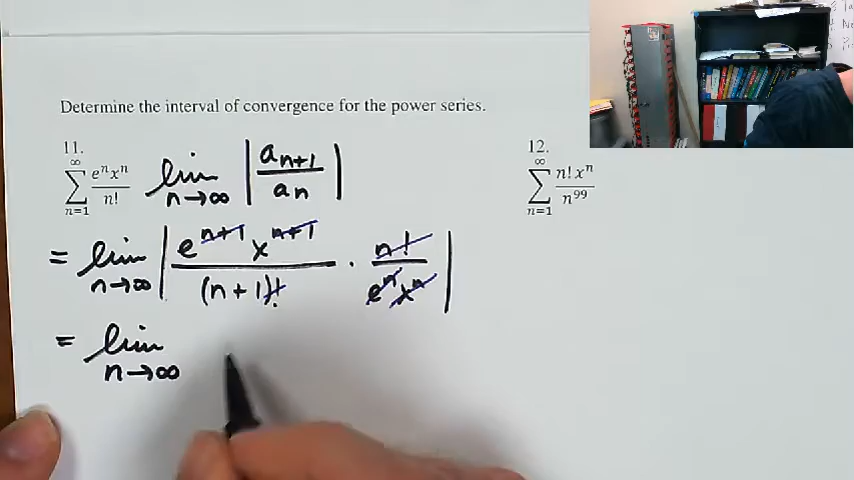 Determine the interval of convergence for the power series.
11.
∞
∑ eⁿxⁿ/n!
n=1
lim n→∞ |aₙ₊₁/aₙ|
= lim n→∞ |eⁿ⁺¹xⁿ⁺¹/(n+1)! · n!/eⁿxⁿ|
= lim n→∞
12.
∞
∑ n!xⁿ/n⁹⁹
n=1